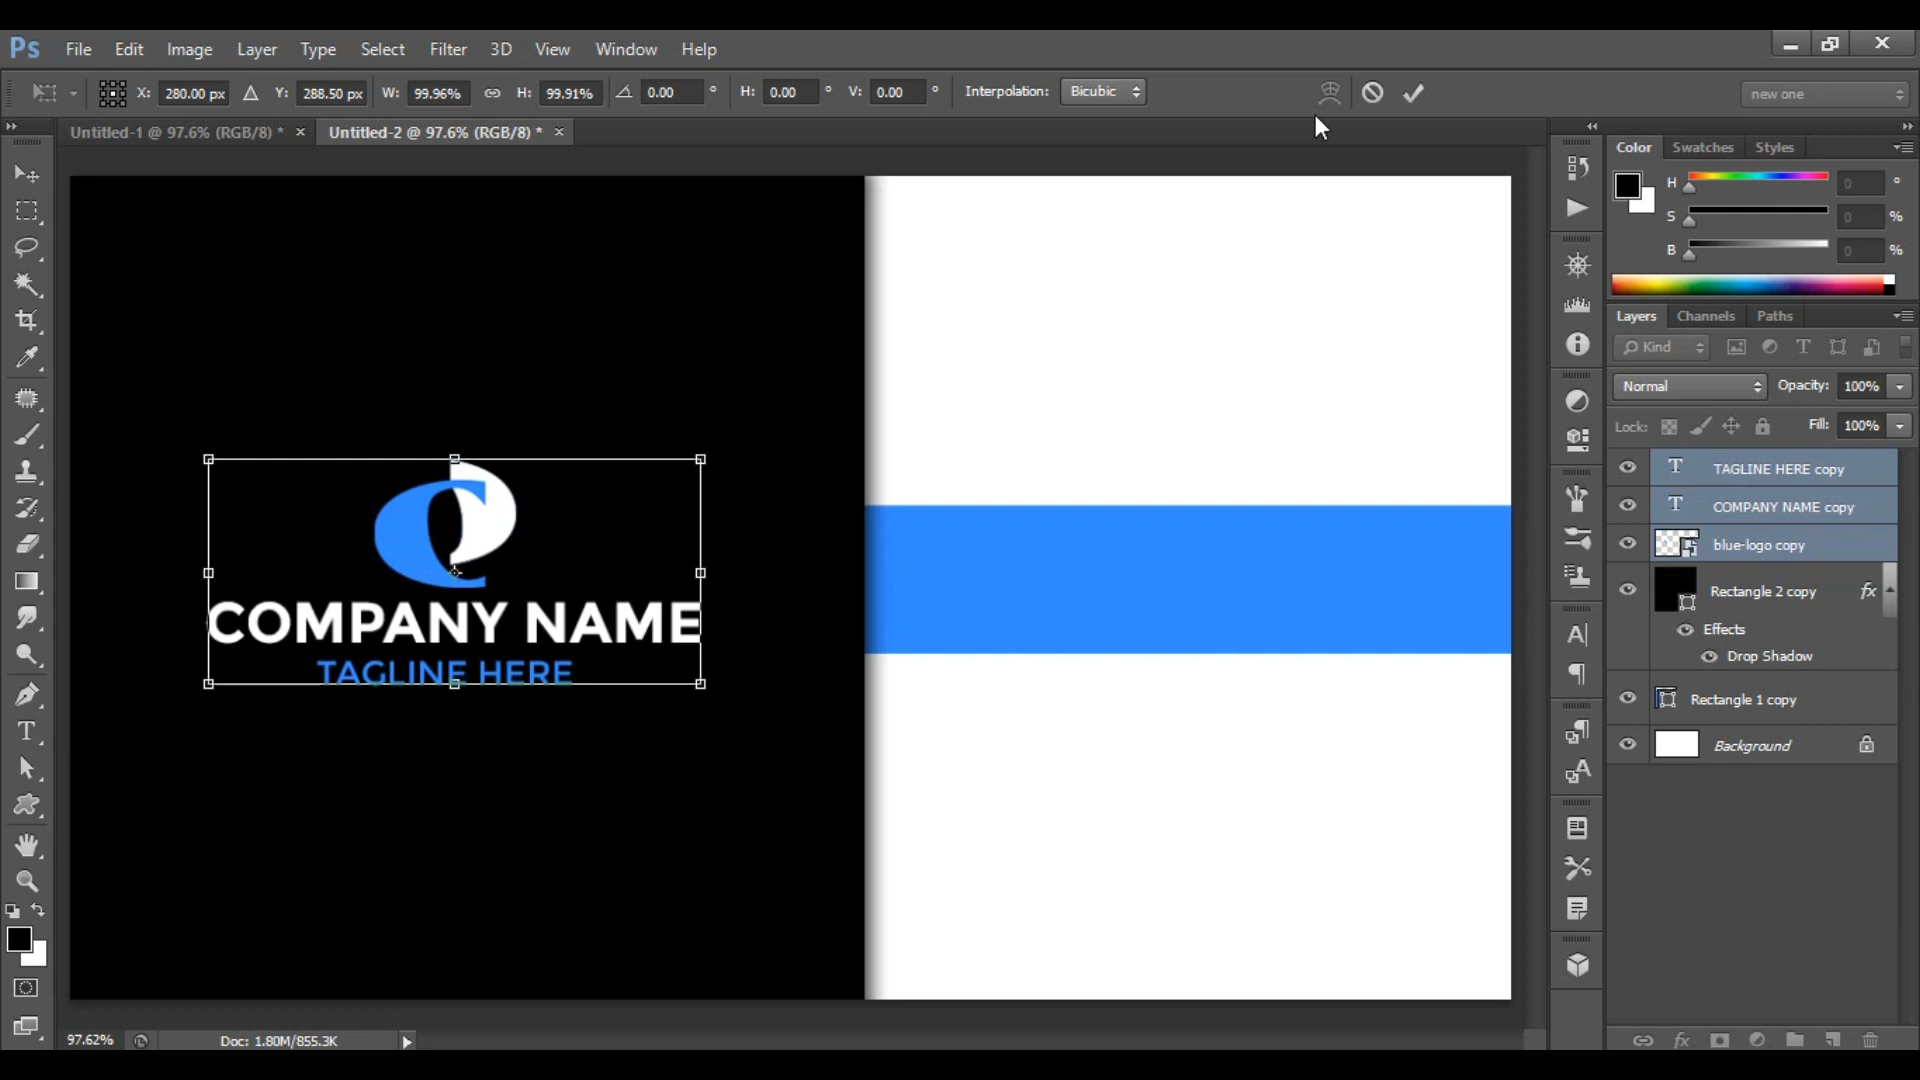 Ps File Edit Image Layer Type Select Filter 3D View Window Help
X: 280.00 px Y: 288.50 px W: 99.96% H: 99.91% 0.00 ° H: 0.00 ° V: 0.00 ° Interpolation: Bicubic new one
Untitled-1 @ 97.6% (RGB/8) * × Untitled-2 @ 97.6% (RGB/8) * ×
Color Swatches Styles
H 0 °
S 0 %
B 0 %
Layers Channels Paths
Kind
Normal Opacity: 100%
Lock: Fill: 100%
TAGLINE HERE copy
COMPANY NAME copy
blue-logo copy
Rectangle 2 copy fx
Effects
Drop Shadow
Rectangle 1 copy
Background
COMPANY NAME
TAGLINE HERE
97.62% Doc: 1.80M/855.3K